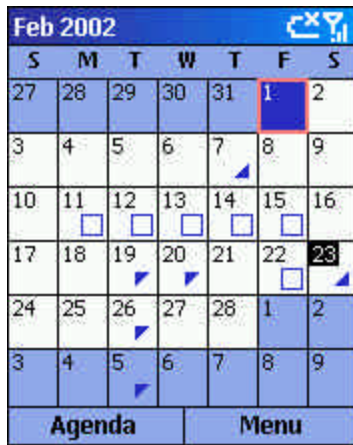 Feb 2002
S M T W T F S
27 28 29 30 31 1 2
3 4 5 6 7 8 9
10 11 12 13 14 15 16
17 18 19 20 21 22 23
24 25 26 27 28 1 2
3 4 5 6 7 8 9
Agenda Menu